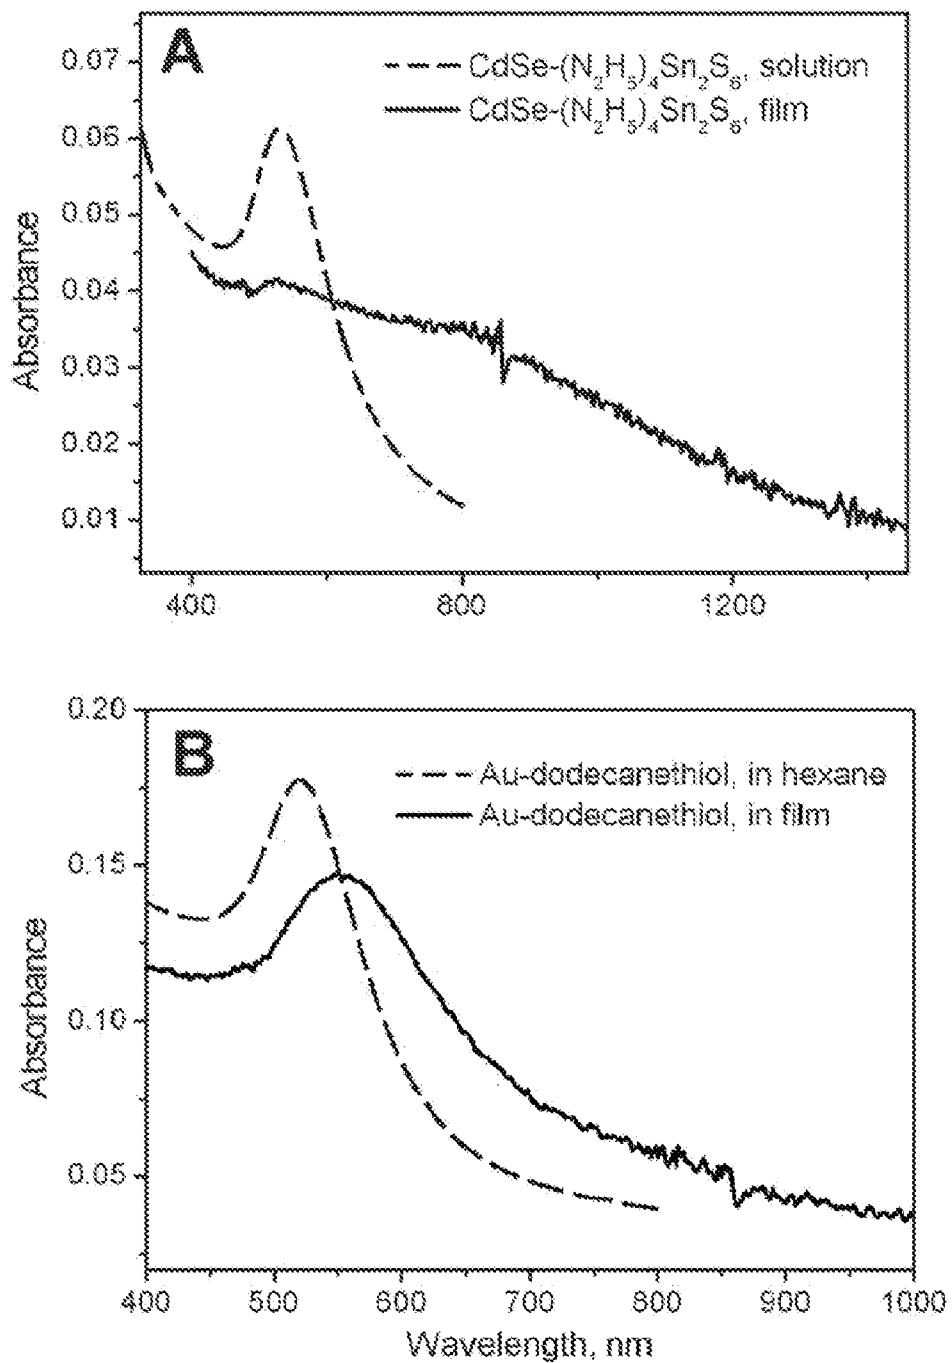 A
CdSe-(N₂H₅)₄Sn₂S₆, solution
CdSe-(N₂H₅)₄Sn₂S₆, film
Absorbance
0.07
0.06
0.05
0.04
0.03
0.02
0.01
400 800 1200
B
Au-dodecanethiol, in hexane
Au-dodecanethiol, in film
Absorbance
0.20
0.15
0.10
0.05
400 500 600 700 800 900 1000
Wavelength, nm